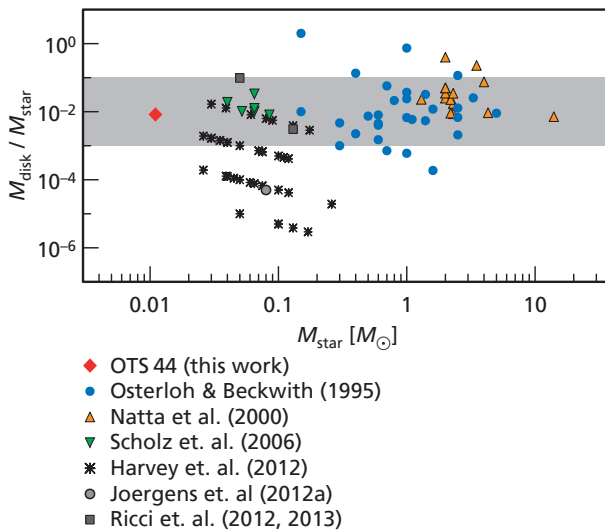 10⁰
10⁻²
10⁻⁴
10⁻⁶
M_disk / M_star
0.01
0.1
1.0
10
M_star [M_⊙]
OTS 44 (this work)
Osterloh & Beckwith (1995)
Natta et al. (2000)
Scholz et. al. (2006)
Harvey et. al. (2012)
Joergens et. al (2012a)
Ricci et. al. (2012, 2013)